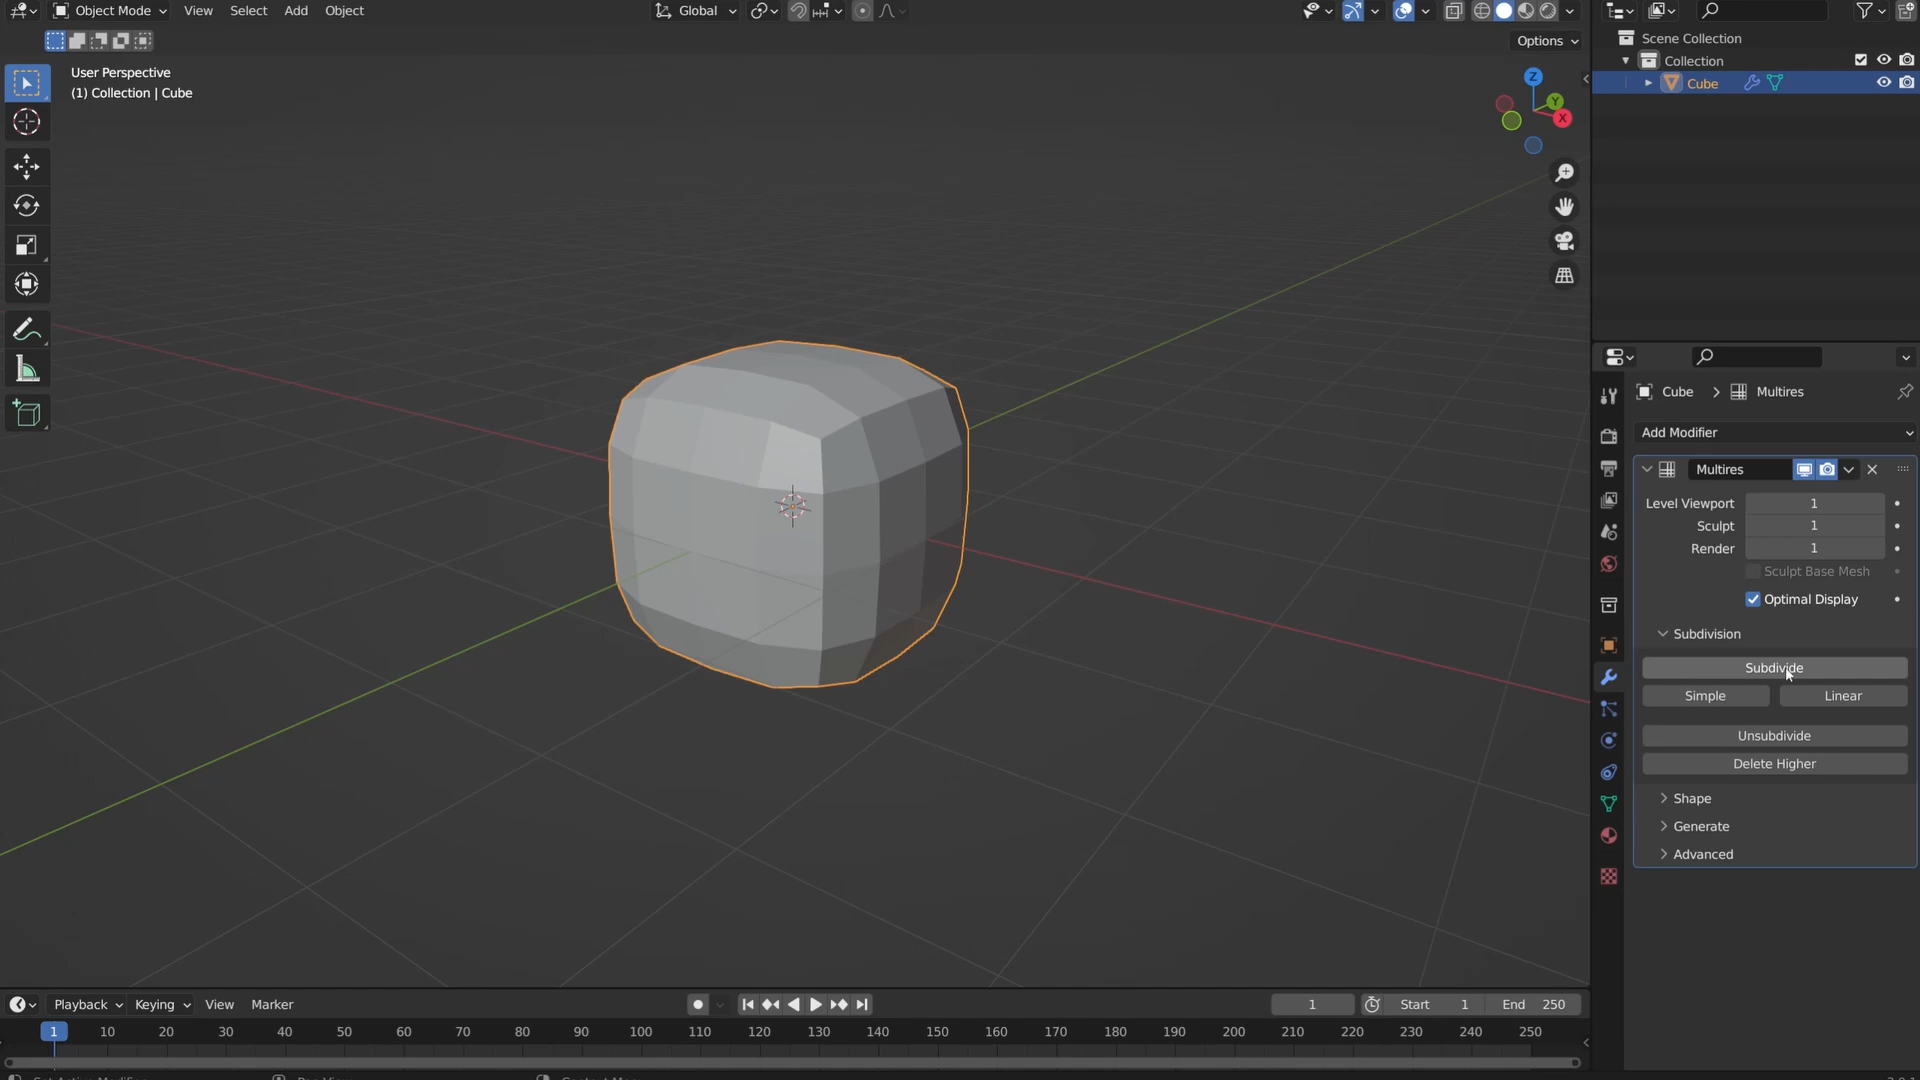 Object Mode View Select Add Object Global
Options
User Perspective
(1) Collection | Cube
Z
Y
X
Scene Collection
Collection
Cube
Cube Multires
Add Modifier
Multires
Level Viewport 1
Sculpt 1
Render 1
Sculpt Base Mesh
Optimal Display
Subdivision
Subdivide
Simple Linear
Unsubdivide
Delete Higher
Shape
Generate
Advanced
Playback Keying View Marker 1 Start 1 End 250
1 10 20 30 40 50 60 70 80 90 100 110 120 130 140 150 160 170 180 190 200 210 220 230 240 250